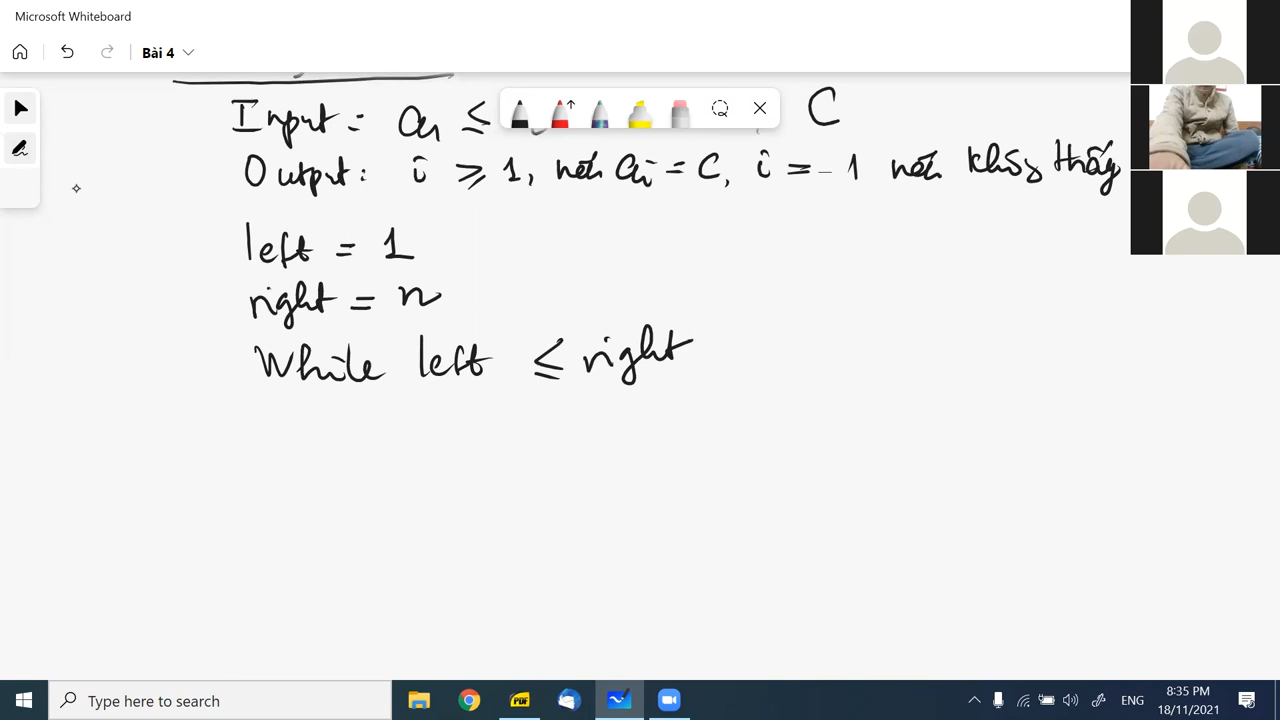 Microsoft Whiteboard
Bài 4
Input: a1 ≤ C
Output: i ≥ 1, nếu ai = C, i = -1 nếu không thấy
left = 1
right = n
While left ≤ right
Type here to search
PDF
ENG
8:35 PM
18/11/2021